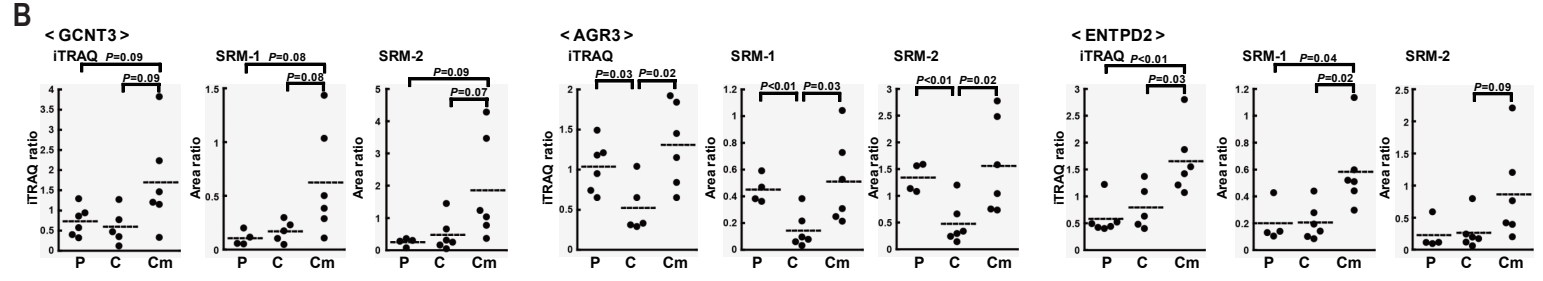 B
< GCNT3 >
iTRAQ P=0.09
P=0.09
4
3.5
3
2.5
2
1.5
1
0.5
0
iTRAQ ratio
P C Cm
SRM-1 P=0.08
P=0.08
1.5
1
0.5
0
Area ratio
P C Cm
SRM-2
P=0.09
P=0.07
5
4
3
2
1
0
Area ratio
P C Cm
< AGR3 >
iTRAQ
P=0.03 P=0.02
2
1.5
1
0.5
0
iTRAQ ratio
P C Cm
SRM-1
P<0.01 P=0.03
1.2
1
0.8
0.6
0.4
0.2
0
Area ratio
P C Cm
SRM-2
P<0.01 P=0.02
3
2.5
2
1.5
1
0.5
0
Area ratio
P C Cm
< ENTPD2 >
iTRAQ P<0.01
P=0.03
3
2.5
2
1.5
1
0.5
0
iTRAQ ratio
P C Cm
SRM-1 P=0.04
P=0.02
1.2
1
0.8
0.6
0.4
0.2
0
Area ratio
P C Cm
SRM-2
P=0.09
2.5
2
1.5
1
0.5
0
Area ratio
P C Cm